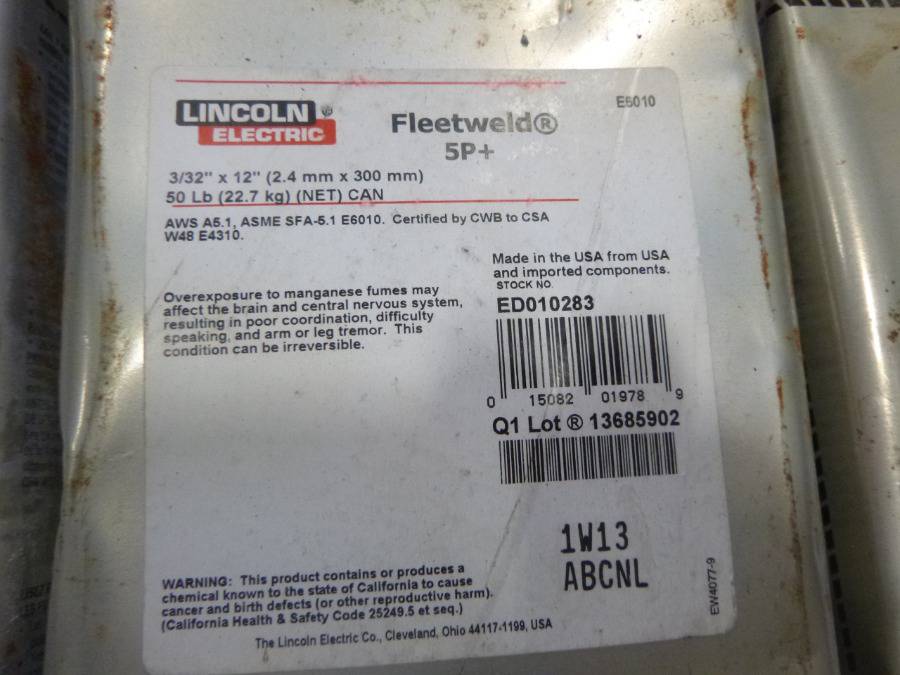 LINCOLN ®
ELECTRIC
Fleetweld®
5P+
E6010
3/32" x 12" (2.4 mm x 300 mm)
50 Lb (22.7 kg) (NET) CAN
AWS A5.1, ASME SFA-5.1 E6010. Certified by CWB to CSA
W48 E4310.
Made in the USA from USA
and imported components.
STOCK NO.
ED010283
0 15082 01978 9
Q1 Lot ® 13685902
Overexposure to manganese fumes may
affect the brain and central nervous system,
resulting in poor coordination, difficulty
speaking, and arm or leg tremor. This
condition can be irreversible.
1W13
ABCNL
EW4077-9
WARNING: This product contains or produces a
chemical known to the state of California to cause
cancer and birth defects (or other reproductive harm).
(California Health & Safety Code 25249.5 et seq.)
The Lincoln Electric Co., Cleveland, Ohio 44117-1199, USA